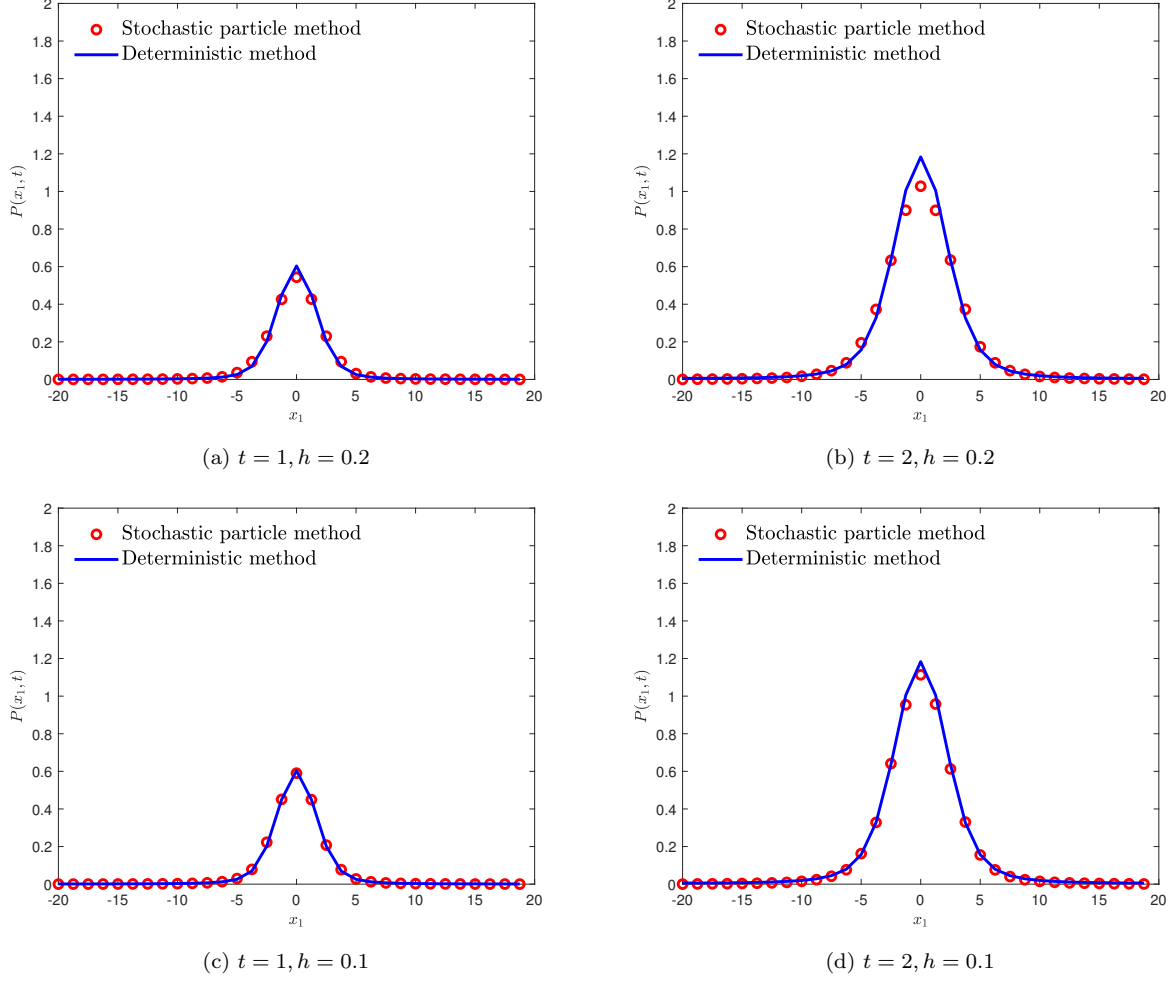 2
1.8
1.6
1.4
1.2
1
0.8
0.6
0.4
0.2
0
P(x₁, t)
Stochastic particle method
Deterministic method
-20 -15 -10 -5 0 5 10 15 20
x₁
(a) t = 1, h = 0.2
2
1.8
1.6
1.4
1.2
1
0.8
0.6
0.4
0.2
0
P(x₁, t)
Stochastic particle method
Deterministic method
-20 -15 -10 -5 0 5 10 15 20
x₁
(b) t = 2, h = 0.2
2
1.8
1.6
1.4
1.2
1
0.8
0.6
0.4
0.2
0
P(x₁, t)
Stochastic particle method
Deterministic method
-20 -15 -10 -5 0 5 10 15 20
x₁
(c) t = 1, h = 0.1
2
1.8
1.6
1.4
1.2
1
0.8
0.6
0.4
0.2
0
P(x₁, t)
Stochastic particle method
Deterministic method
-20 -15 -10 -5 0 5 10 15 20
x₁
(d) t = 2, h = 0.1